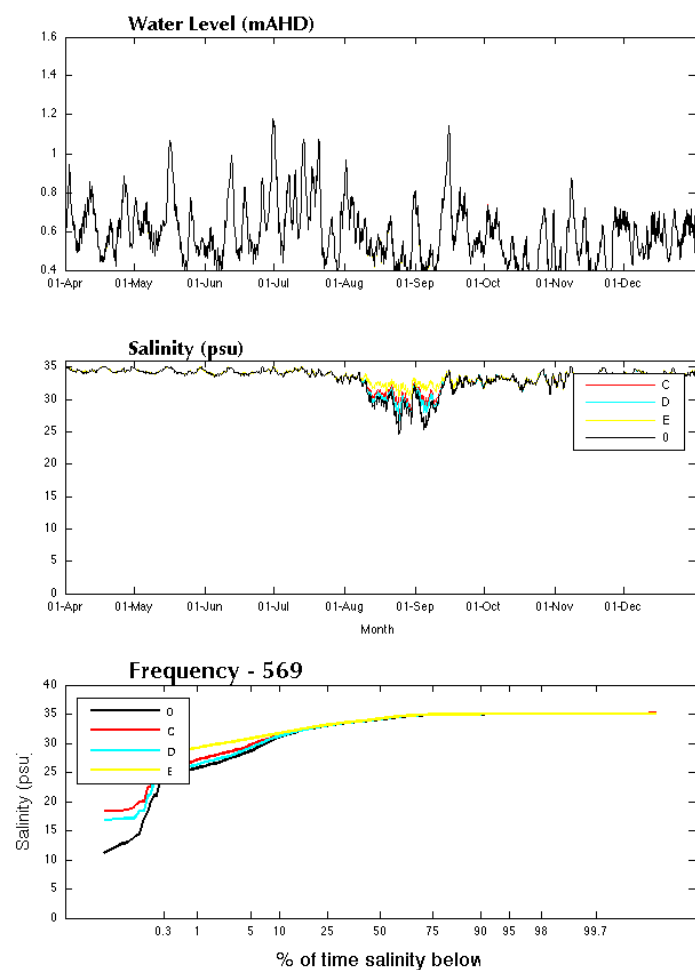 Water Level (mAHD)
1.6
1.4
1.2
1
0.8
0.6
0.4
01-Apr 01-May 01-Jun 01-Jul 01-Aug 01-Sep 01-Oct 01-Nov 01-Dec
Salinity (psu)
35
30
25
20
15
10
5
0
C
D
E
0
01-Apr 01-May 01-Jun 01-Jul 01-Aug 01-Sep 01-Oct 01-Nov 01-Dec
Month
Frequency - 569
Salinity (psu)
40
35
30
25
20
15
10
5
0
0
C
D
E
0.3 1 5 10 25 50 75 90 95 98 99.7
% of time salinity below